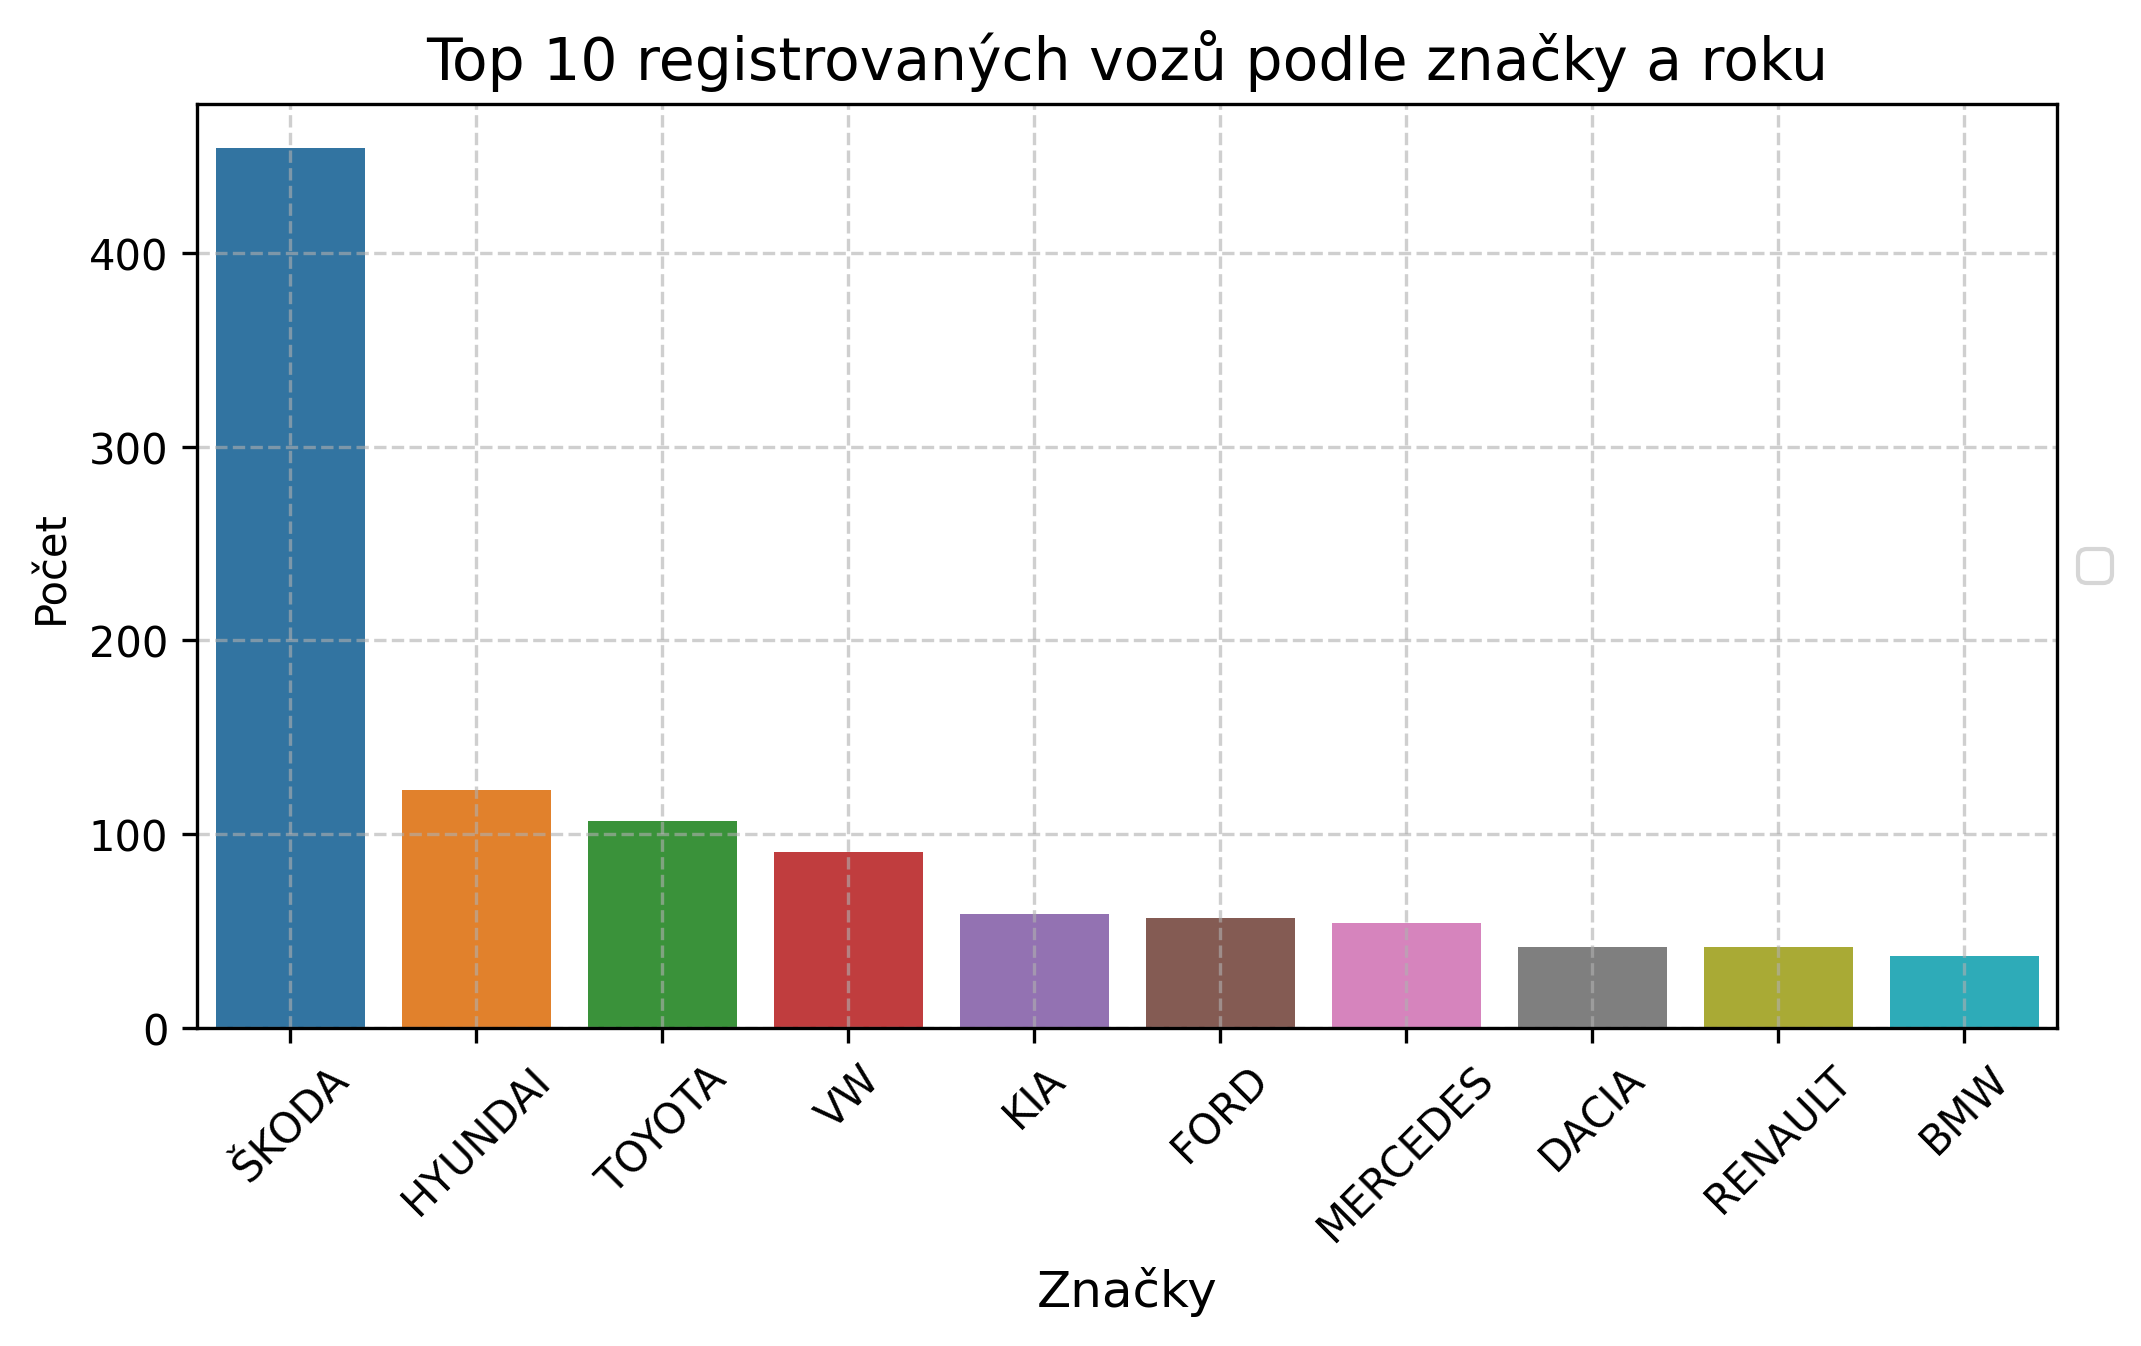 Top 10 registrovaných vozů podle značky a roku
Počet
400
300
200
100
0
ŠKODA
HYUNDAI
TOYOTA
VW
KIA
FORD
MERCEDES
DACIA
RENAULT
BMW
Značky